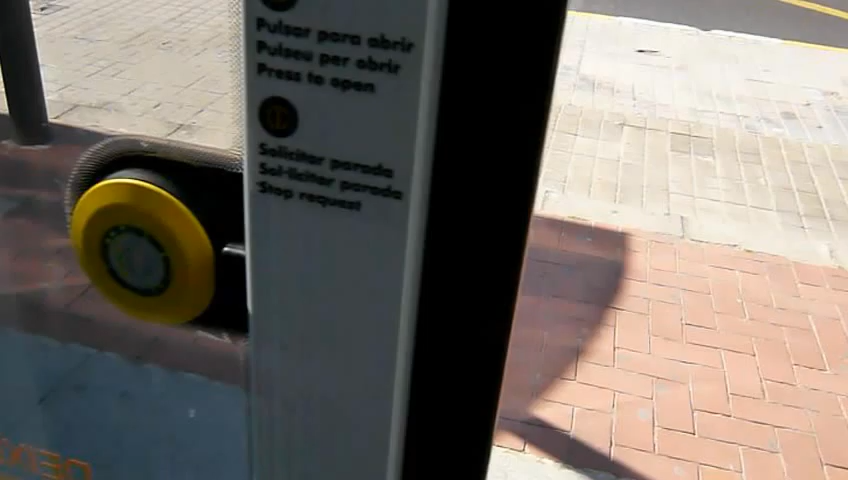 Pulsar para abrir
Pulseu per obrir
Press to open
Solicitar parada
Sol·licitar parada
Stop request